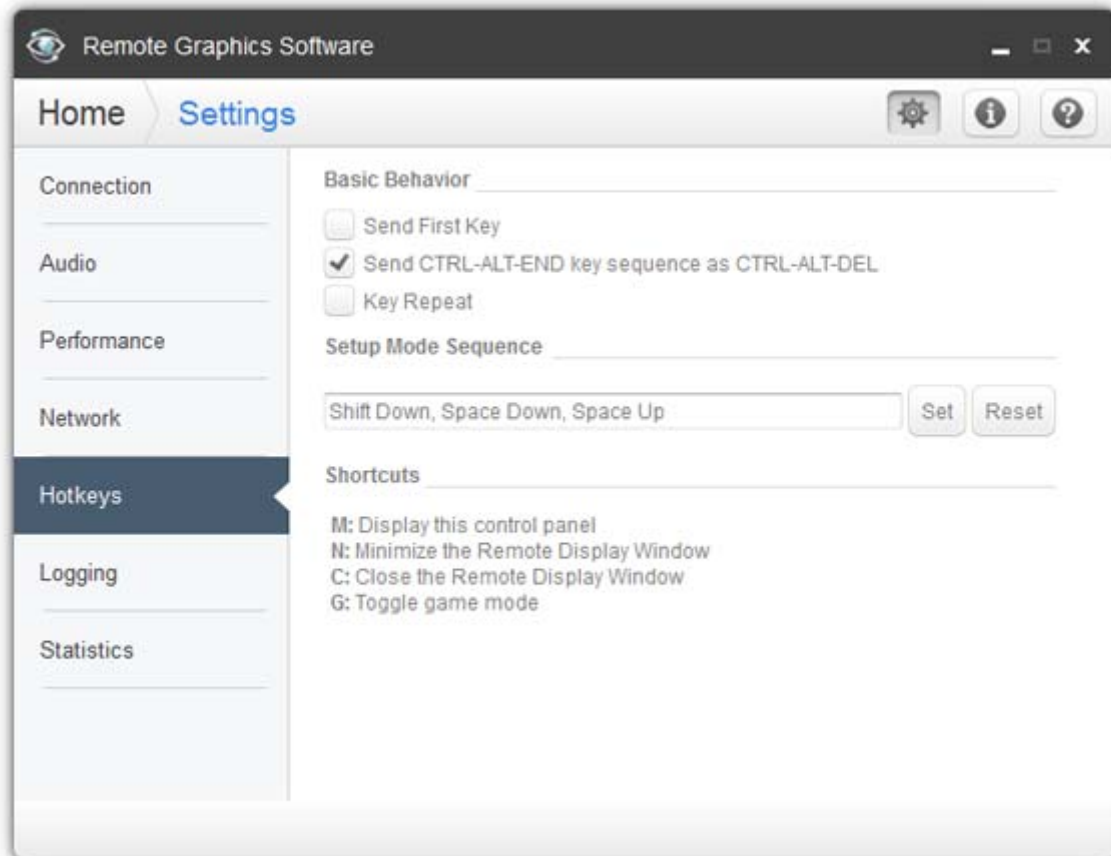 Remote Graphics Software
Home Settings
Connection
Audio
Performance
Network
Hotkeys
Logging
Statistics
Basic Behavior
Send First Key
Send CTRL-ALT-END key sequence as CTRL-ALT-DEL
Key Repeat
Setup Mode Sequence
Shift Down, Space Down, Space Up Set Reset
Shortcuts
M: Display this control panel
N: Minimize the Remote Display Window
C: Close the Remote Display Window
G: Toggle game mode